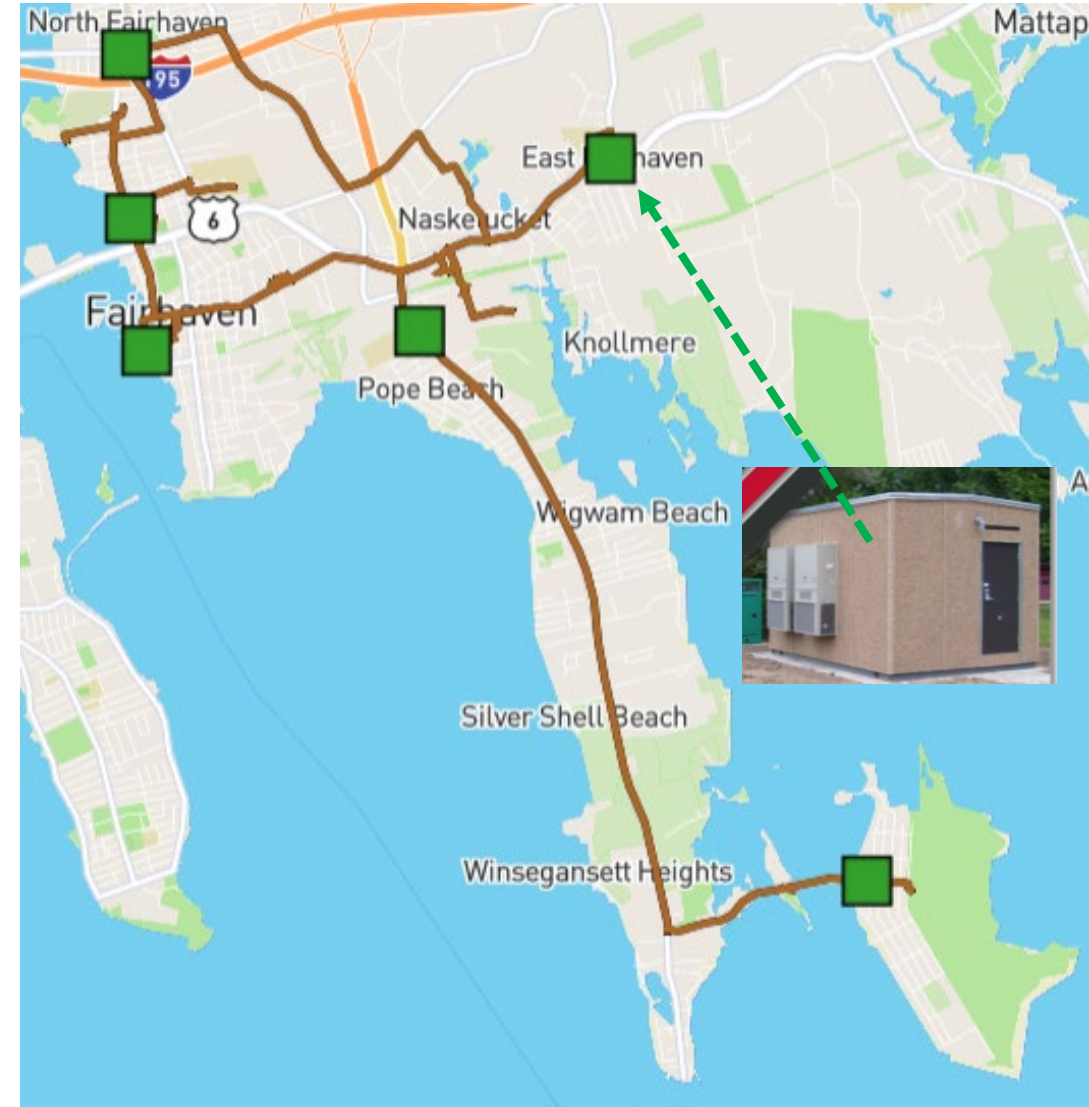 North Fairhaven
Mattap
95
East haven
6
Nasketucket
Fairhaven
Knollmere
Pope Beach
A
Wigwam Beach
Silver Shell Beach
Winsegansett Heights